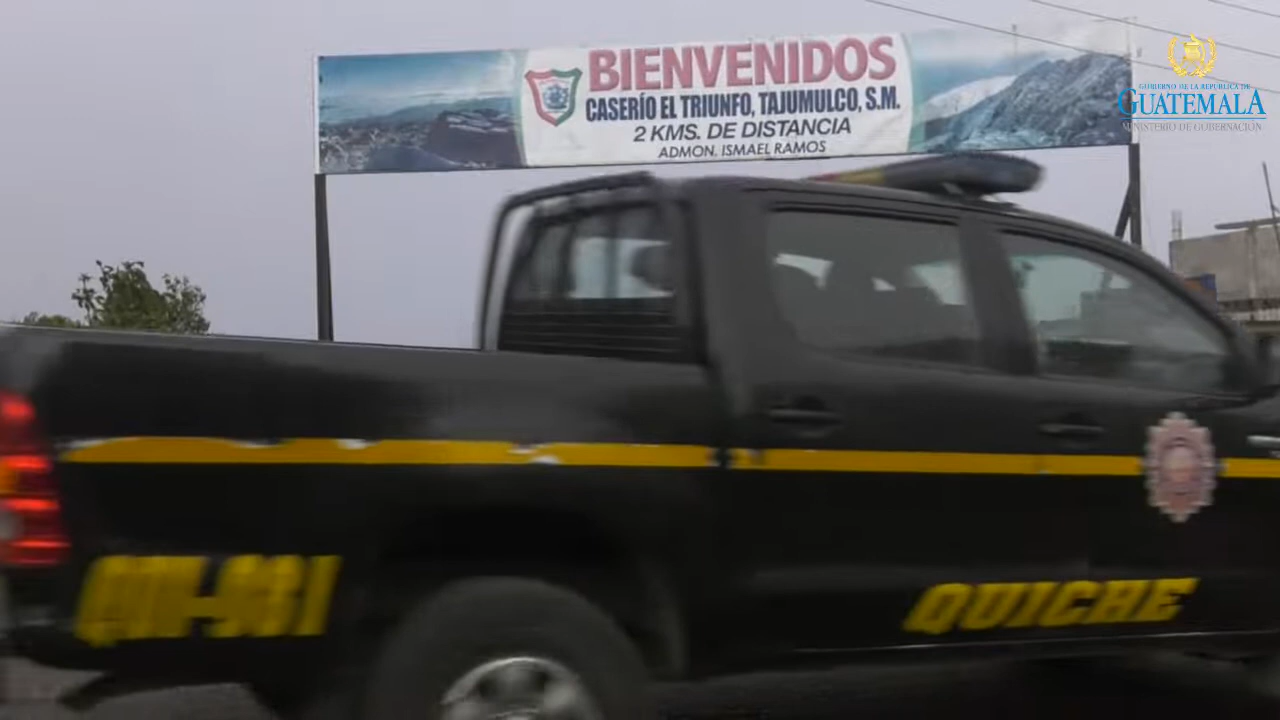 BIENVENIDOS
CASERÍO EL TRIUNFO, TAJUMULCO, S.M.
2 KMS. DE DISTANCIA
ADMON. ISMAEL RAMOS
GOBIERNO DE LA REPÚBLICA DE
GUATEMALA
MINISTERIO DE GOBERNACIÓN
QUICHE